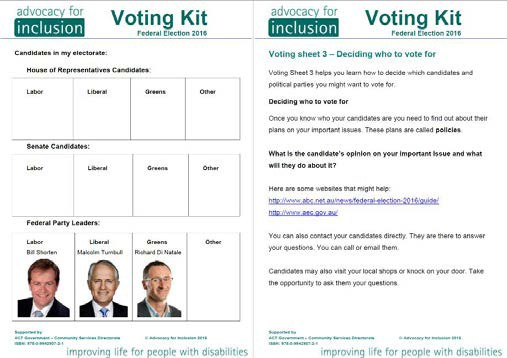 advocacy for
inclusion
Voting Kit
Federal Election 2016
Candidates in my electorate:
House of Representatives Candidates:
Labor Liberal Greens Other
Senate Candidates:
Labor Liberal Greens Other
Federal Party Leaders:
Labor Liberal Greens Other
Bill Shorten Malcolm Turnbull Richard Di Natale
Supported by
ACT Government – Community Services Directorate © Advocacy for Inclusion 2016
ISBN: 978-0-9942907-2-1
improving life for people with disabilities
advocacy for
inclusion
Voting Kit
Federal Election 2016
Voting sheet 3 – Deciding who to vote for
Voting Sheet 3 helps you learn how to decide which candidates and
political parties you might want to vote for.
Deciding who to vote for
Once you know who your candidates are you need to find out about their
plans on your important issues. These plans are called policies.
What is the candidate's opinion on your important issue and what
will they do about it?
Here are some websites that might help:
http://www.abc.net.au/news/federal-election-2016/guide/
http://www.aec.gov.au/
You can also contact your candidates directly. They are there to answer
your questions. You can call or email them.
Candidates may also visit your local shops or knock on your door. Take
the opportunity to ask them your questions.
Supported by
ACT Government – Community Services Directorate © Advocacy for Inclusion 2016
ISBN: 978-0-9942907-2-1
improving life for people with disabilities